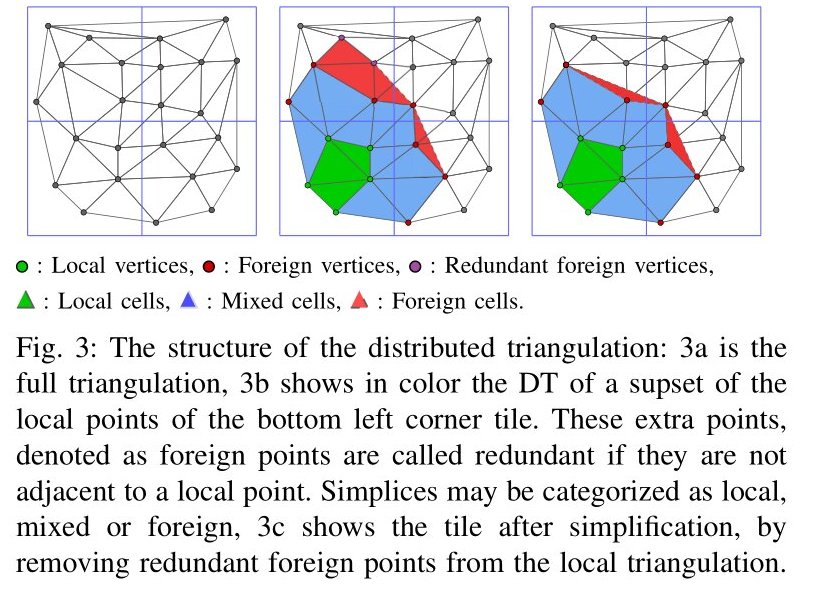 : Local vertices, : Foreign vertices, : Redundant foreign vertices,
: Local cells, : Mixed cells, : Foreign cells.
Fig. 3: The structure of the distributed triangulation: 3a is the
full triangulation, 3b shows in color the DT of a supset of the
local points of the bottom left corner tile. These extra points,
denoted as foreign points are called redundant if they are not
adjacent to a local point. Simplices may be categorized as local,
mixed or foreign, 3c shows the tile after simplification, by
removing redundant foreign points from the local triangulation.